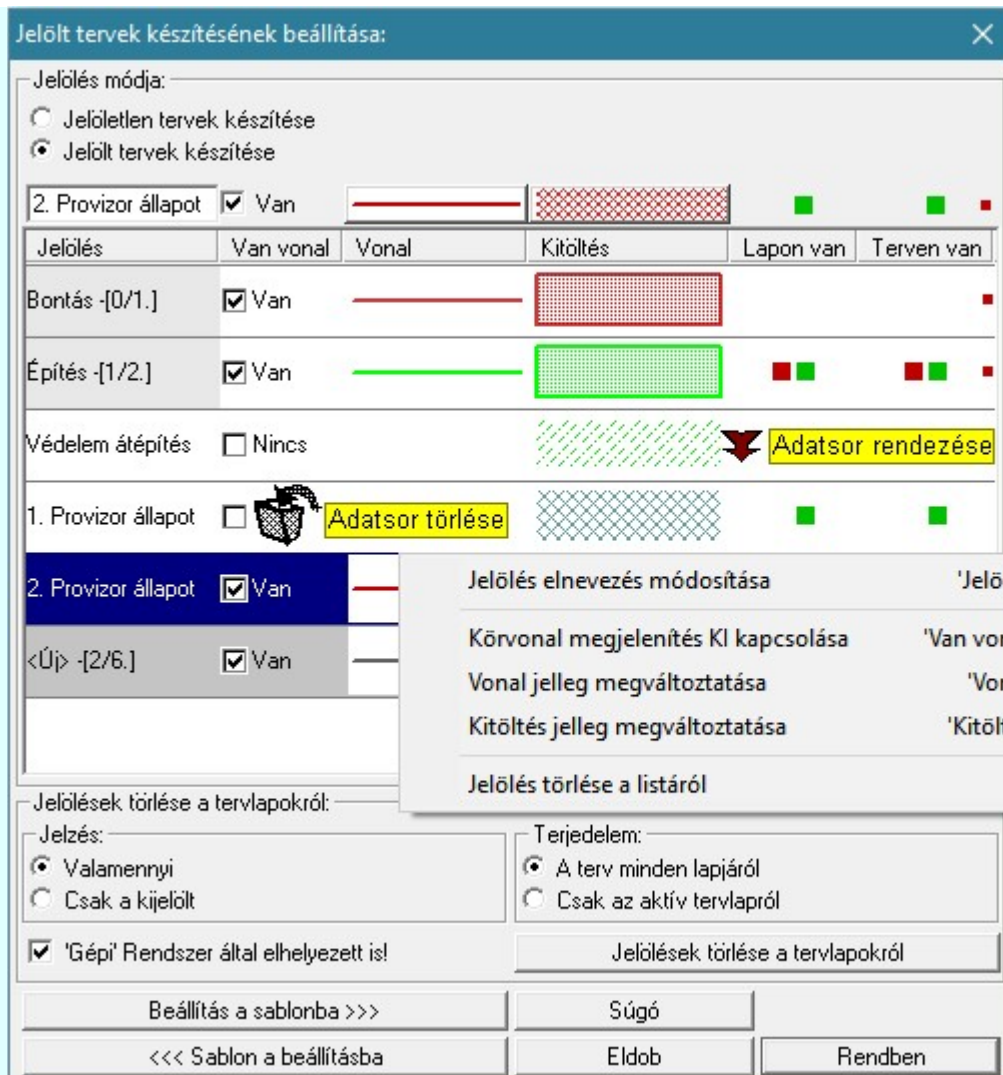 Jelölt tervek készítésének beállítása:
Jelölés módja:
Jelöletlen tervek készítése
Jelölt tervek készítése
2. Provizor állapot Van
Jelölés Van vonal Vonal Kitöltés Lapon van Terven van
Bontás -[0/1.] Van
Építés -[1/2.] Van
Védelem átépítés Nincs Adatsor rendezése
1. Provizor állapot Adatsor törlése
2. Provizor állapot Van
<Új> -[2/6.] Van
Jelölés elnevezés módosítása 'Jelö
Körvonal megjelenítés KI kapcsolása 'Van vor
Vonal jelleg megváltoztatása 'Vor
Kitöltés jelleg megváltoztatása 'Kitölt
Jelölés törlése a listáról
Jelölések törlése a tervlapokról:
Jelzés:
Valamennyi
Csak a kijelölt
Terjedelem:
A terv minden lapjáról
Csak az aktív tervlapról
'Gépi' Rendszer által elhelyezett is!
Jelölések törlése a tervlapokról
Beállítás a sablonba >>> Súgó
<<< Sablon a beállításba Eldob Rendben